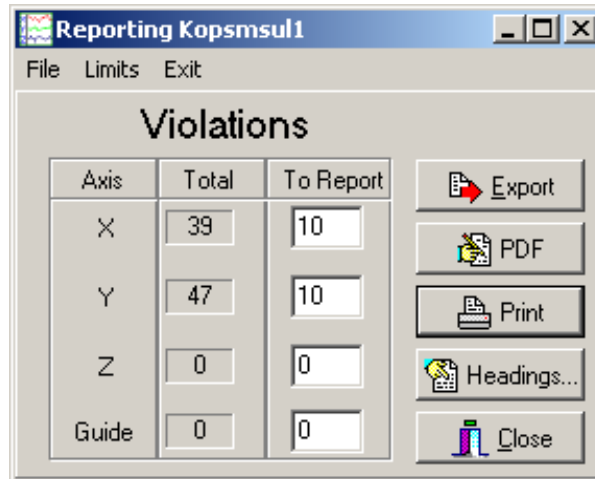 Reporting Kopsmsul1
File Limits Exit
Violations
Axis Total To Report
X 39 10
Y 47 10
Z 0 0
Guide 0 0
Export
PDF
Print
Headings...
Close